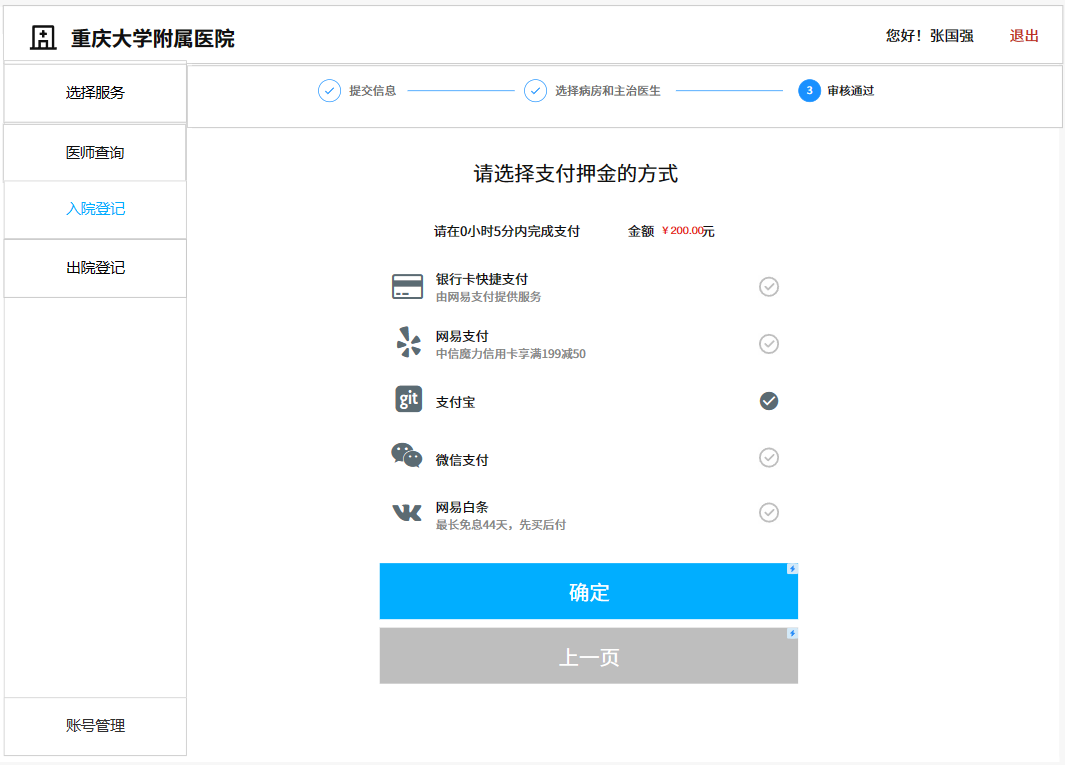 重庆大学附属医院
您好！张国强
退出
选择服务
医师查询
入院登记
出院登记
账号管理
提交信息
选择病房和主治医生
3
审核通过
请选择支付押金的方式
请在0小时5分内完成支付
金额 ¥200.00元
银行卡快捷支付
由网易支付提供服务
网易支付
中信魔力信用卡享满199减50
git
支付宝
微信支付
网易白条
最长免息44天，先买后付
确定
上一页